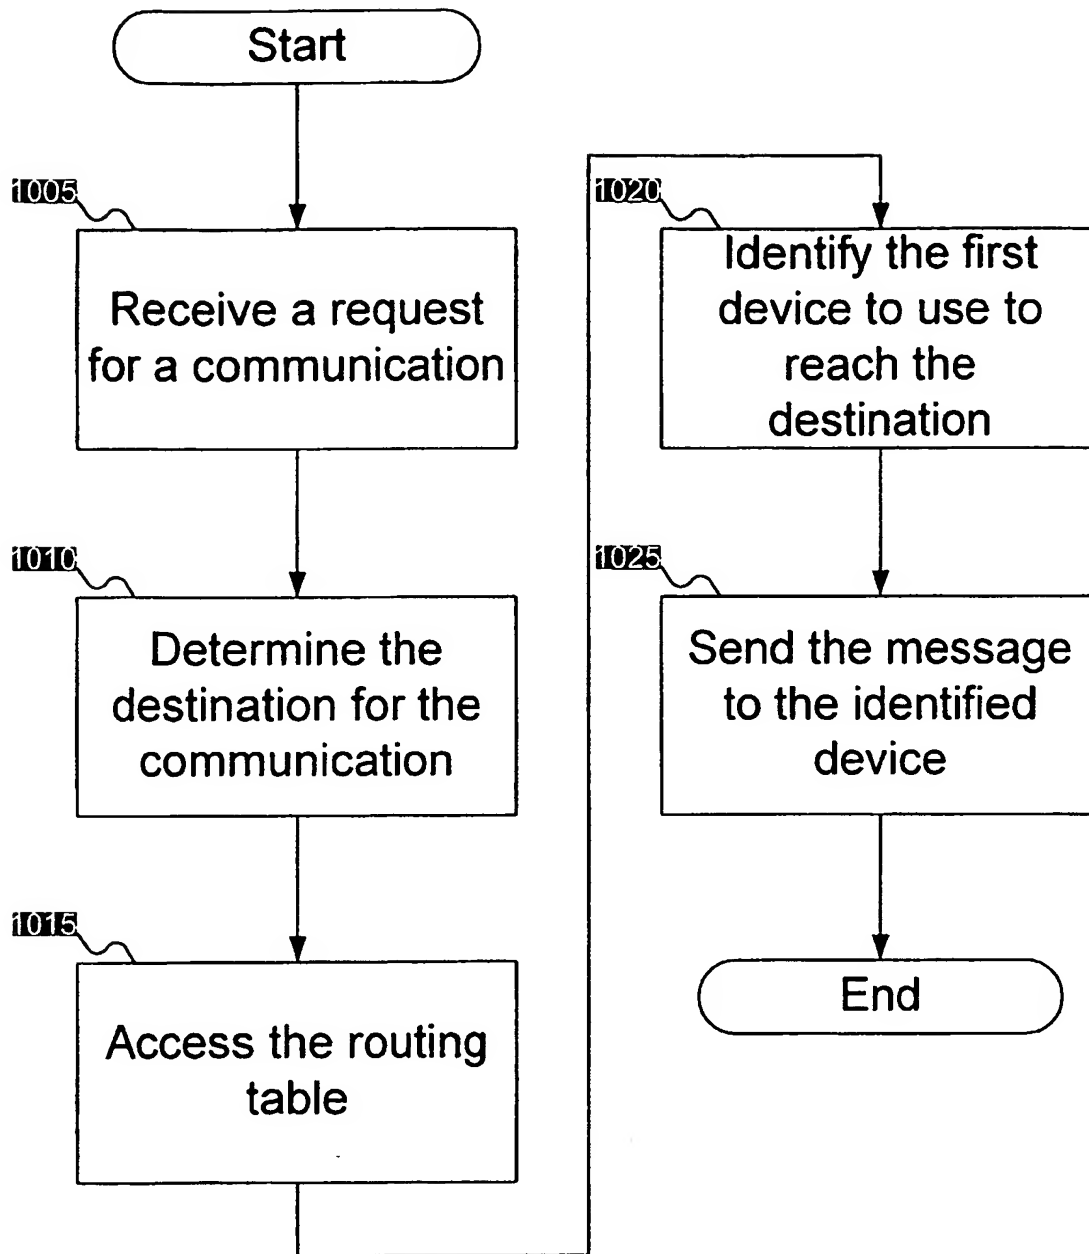 Start
1005
Receive a request
for a communication
1010
Determine the
destination for the
communication
1015
Access the routing
table
1020
Identify the first
device to use to
reach the
destination
1025
Send the message
to the identified
device
End